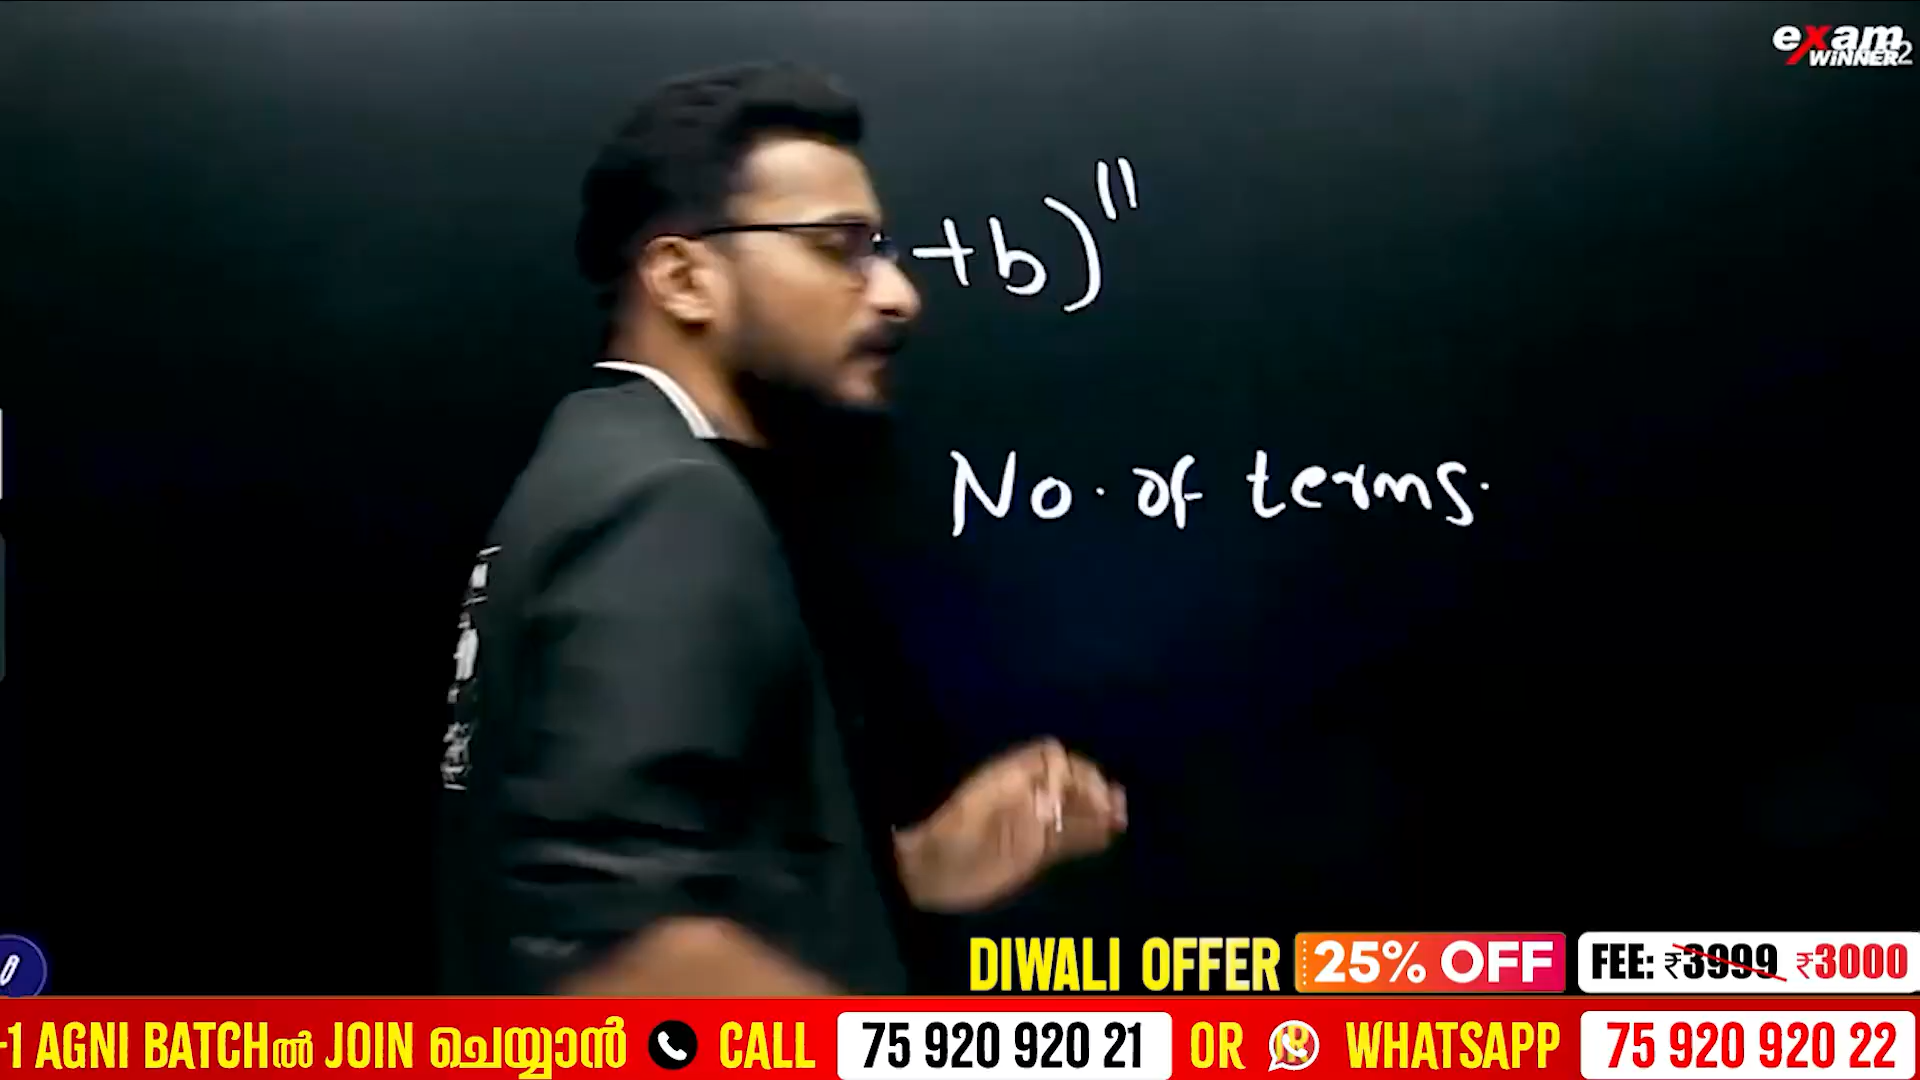 exam
WiNNER
+b)¹¹
No. of terms.
DIWALI OFFER 25% OFF FEE: ₹3999 ₹3000
-1 AGNI BATCHൽ JOIN ചെയ്യാൻ CALL 75 920 920 21 OR WHATSAPP 75 920 920 22